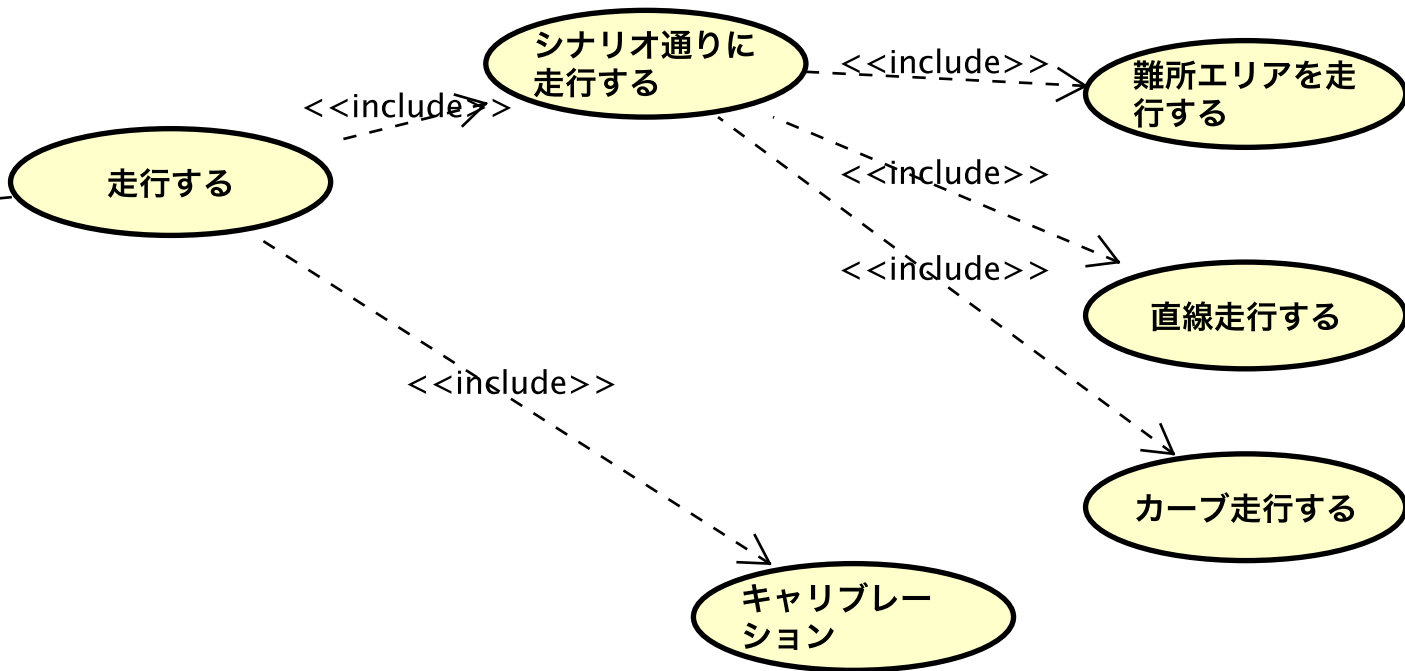 シナリオ通りに
走行する
<<include>>
難所エリアを走
行する
<<include>>
走行する
<<include>>
<<include>>
直線走行する
<<include>>
カーブ走行する
キャリブレー
ション